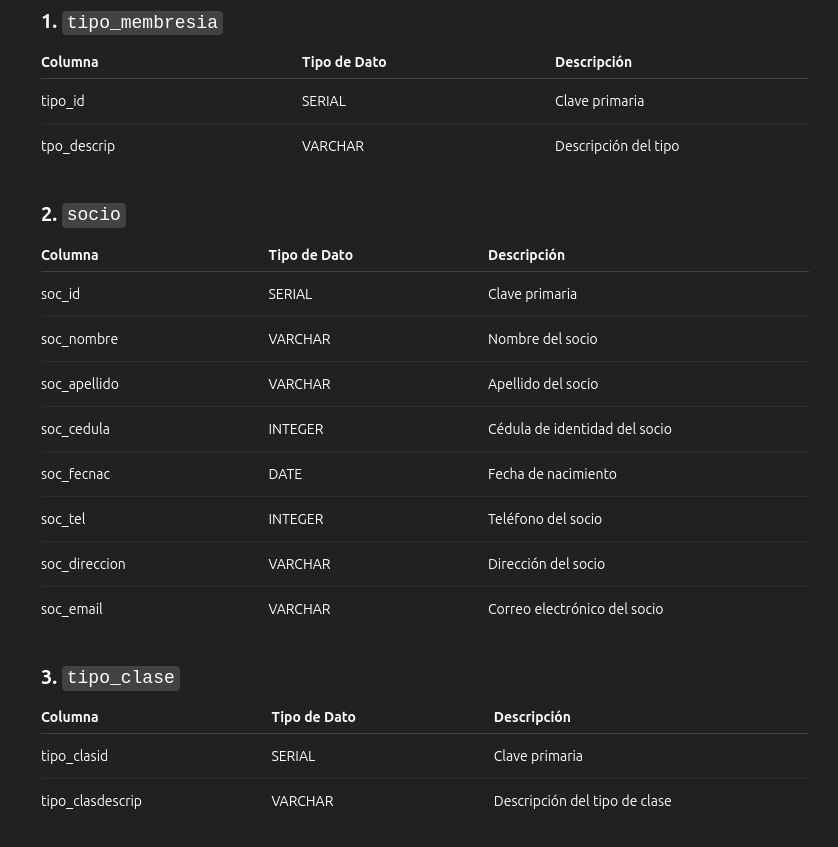 1. tipo_membresia
Columna Tipo de Dato Descripción
tipo_id SERIAL Clave primaria
tpo_descrip VARCHAR Descripción del tipo
2. socio
Columna Tipo de Dato Descripción
soc_id SERIAL Clave primaria
soc_nombre VARCHAR Nombre del socio
soc_apellido VARCHAR Apellido del socio
soc_cedula INTEGER Cédula de identidad del socio
soc_fecnac DATE Fecha de nacimiento
soc_tel INTEGER Teléfono del socio
soc_direccion VARCHAR Dirección del socio
soc_email VARCHAR Correo electrónico del socio
3. tipo_clase
Columna Tipo de Dato Descripción
tipo_clasid SERIAL Clave primaria
tipo_clasdescrip VARCHAR Descripción del tipo de clase